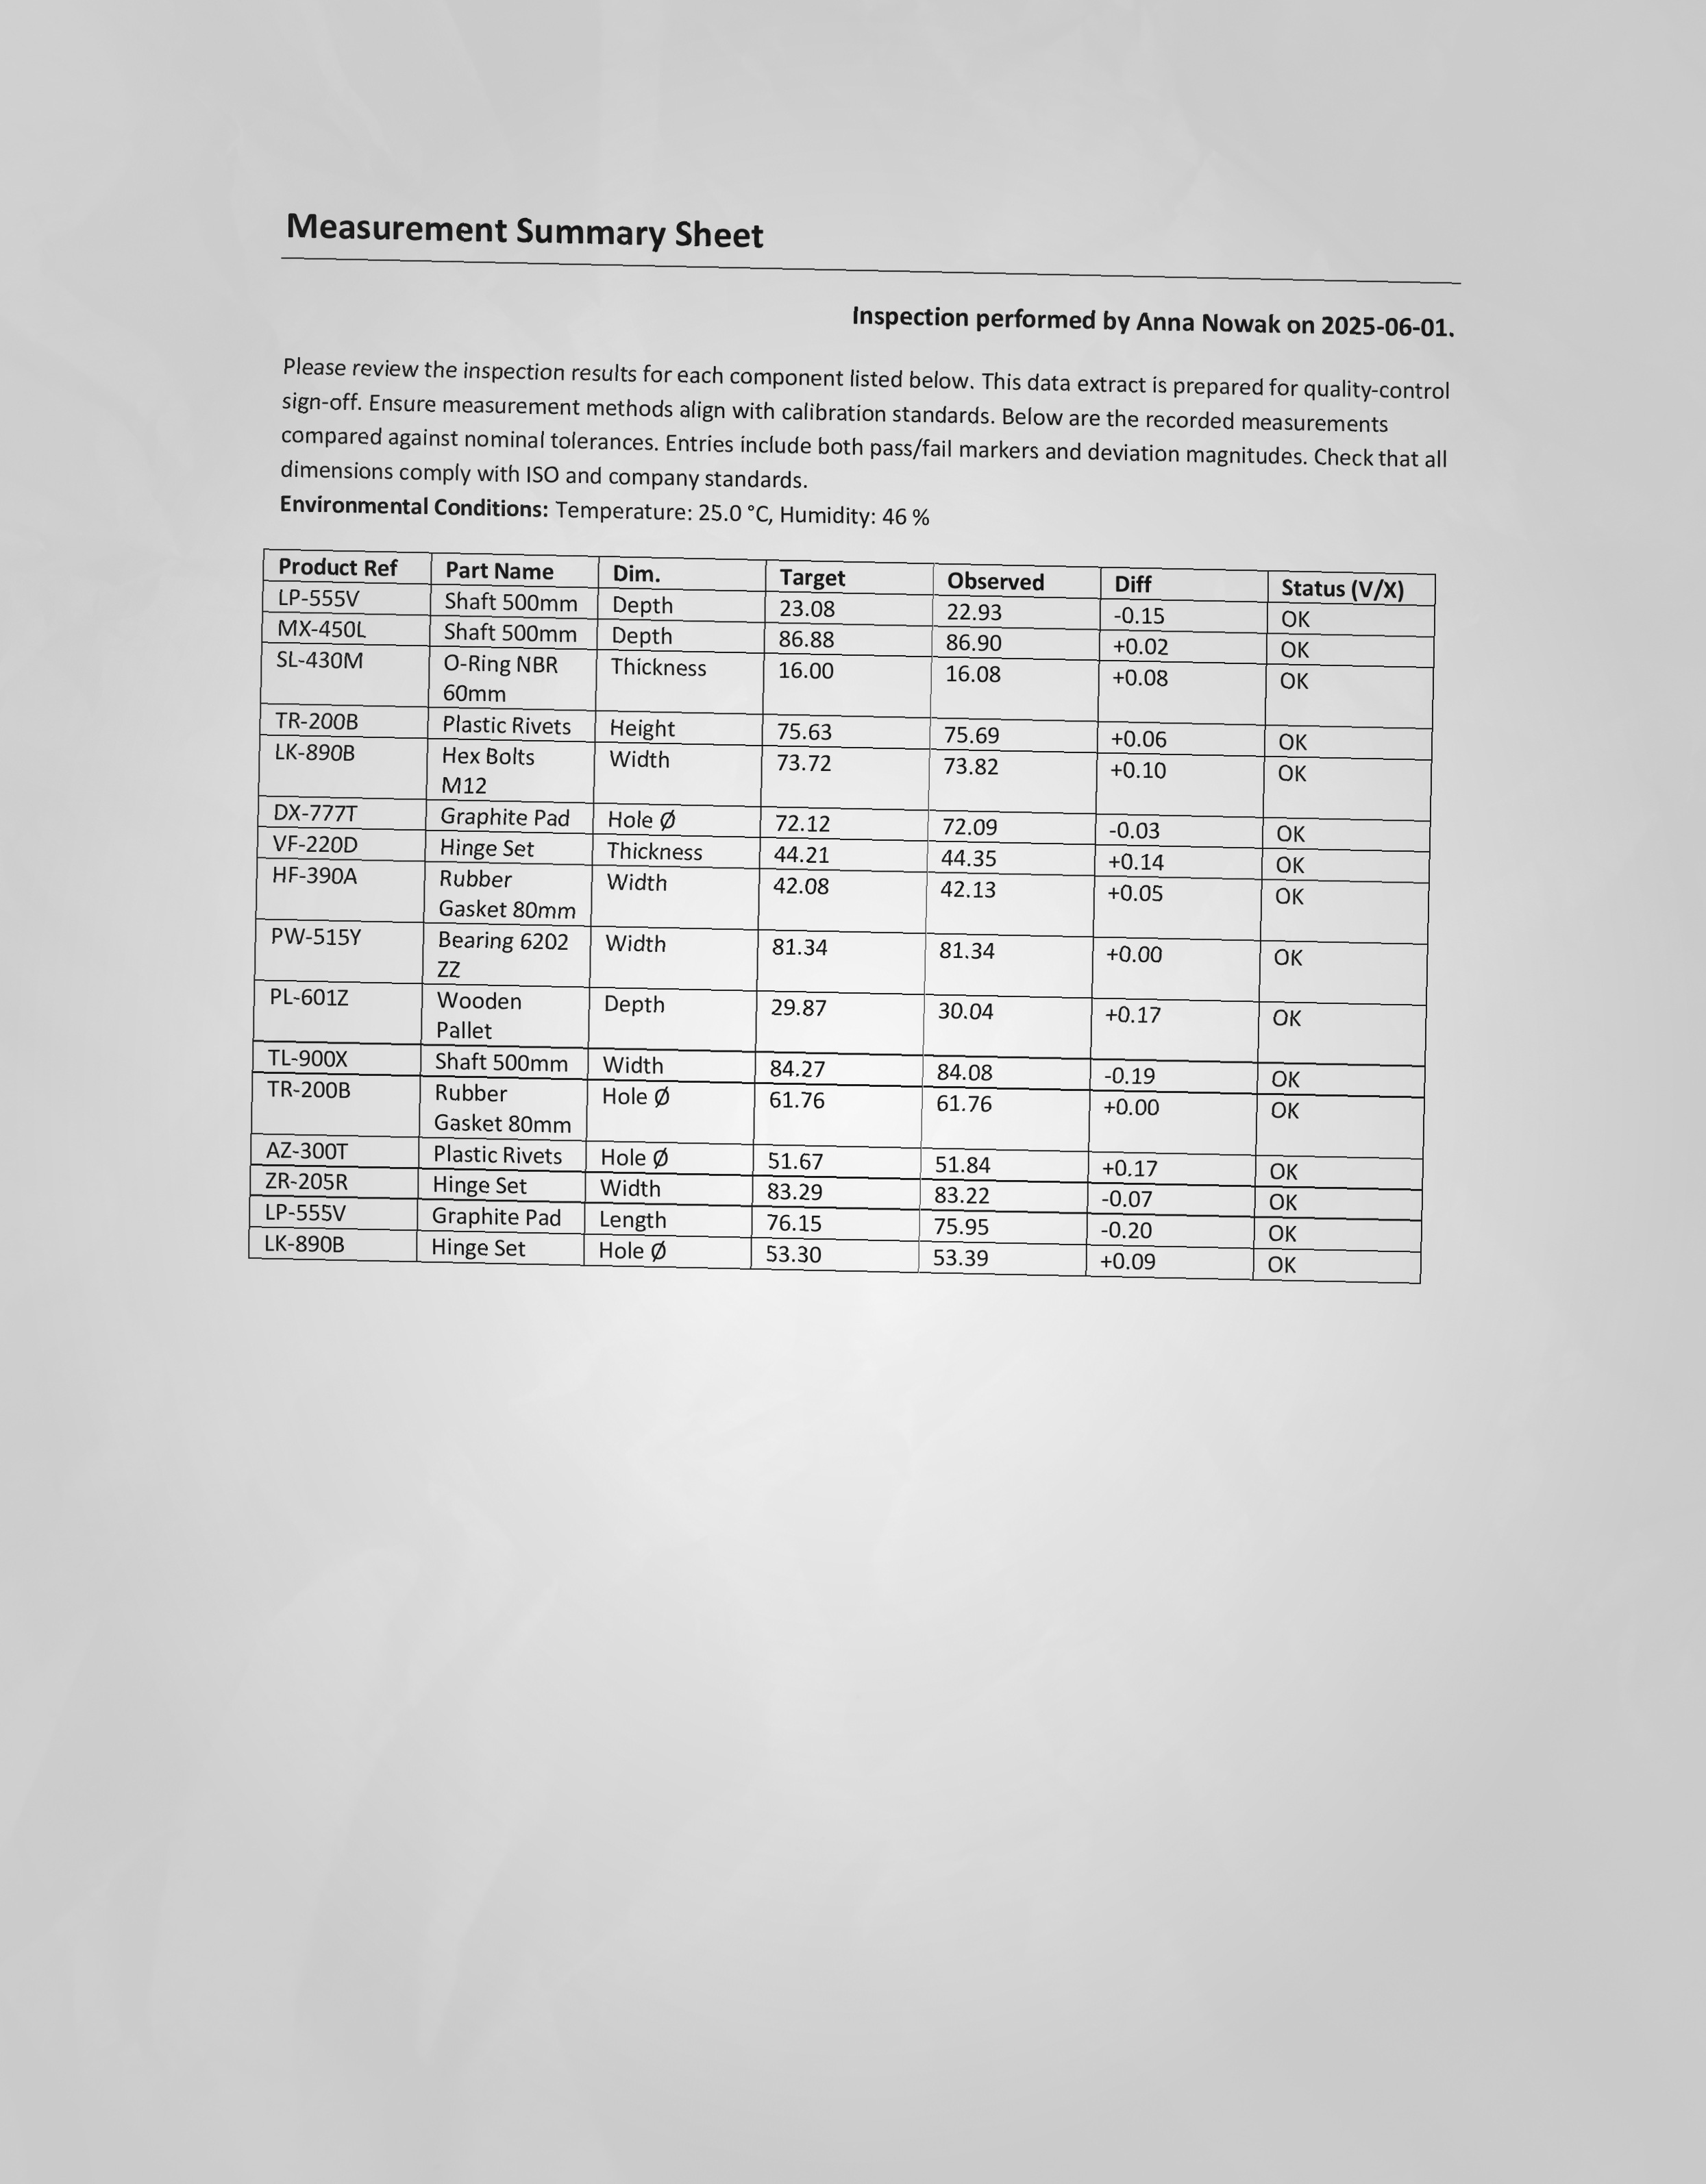 Measurement Summary Sheet
Inspection performed by Anna Nowak on 2025-06-01.
Please review the inspection results for each component listed below. This data extract is prepared for quality-control
sign-off. Ensure measurement methods align with calibration standards. Below are the recorded measurements
compared against nominal tolerances. Entries include both pass/fail markers and deviation magnitudes. Check that all
dimensions comply with ISO and company standards.
Environmental Conditions: Temperature: 25.0 °C, Humidity: 46 %
Product Ref Part Name Dim. Target Observed Diff Status (V/X)
LP-555V Shaft 500mm Depth 23.08 22.93 -0.15 OK
MX-450L Shaft 500mm Depth 86.88 86.90 +0.02 OK
SL-430M O-Ring NBR Thickness 16.00 16.08 +0.08 OK
60mm
TR-200B Plastic Rivets Height 75.63 75.69 +0.06 OK
LK-890B Hex Bolts Width 73.72 73.82 +0.10 OK
M12
DX-777T Graphite Pad Hole Ø 72.12 72.09 -0.03 OK
VF-220D Hinge Set Thickness 44.21 44.35 +0.14 OK
HF-390A Rubber Width 42.08 42.13 +0.05 OK
Gasket 80mm
PW-515Y Bearing 6202 Width 81.34 81.34 +0.00 OK
ZZ
PL-601Z Wooden Depth 29.87 30.04 +0.17 OK
Pallet
TL-900X Shaft 500mm Width 84.27 84.08 -0.19 OK
TR-200B Rubber Hole Ø 61.76 61.76 +0.00 OK
Gasket 80mm
AZ-300T Plastic Rivets Hole Ø 51.67 51.84 +0.17 OK
ZR-205R Hinge Set Width 83.29 83.22 -0.07 OK
LP-555V Graphite Pad Length 76.15 75.95 -0.20 OK
LK-890B Hinge Set Hole Ø 53.30 53.39 +0.09 OK